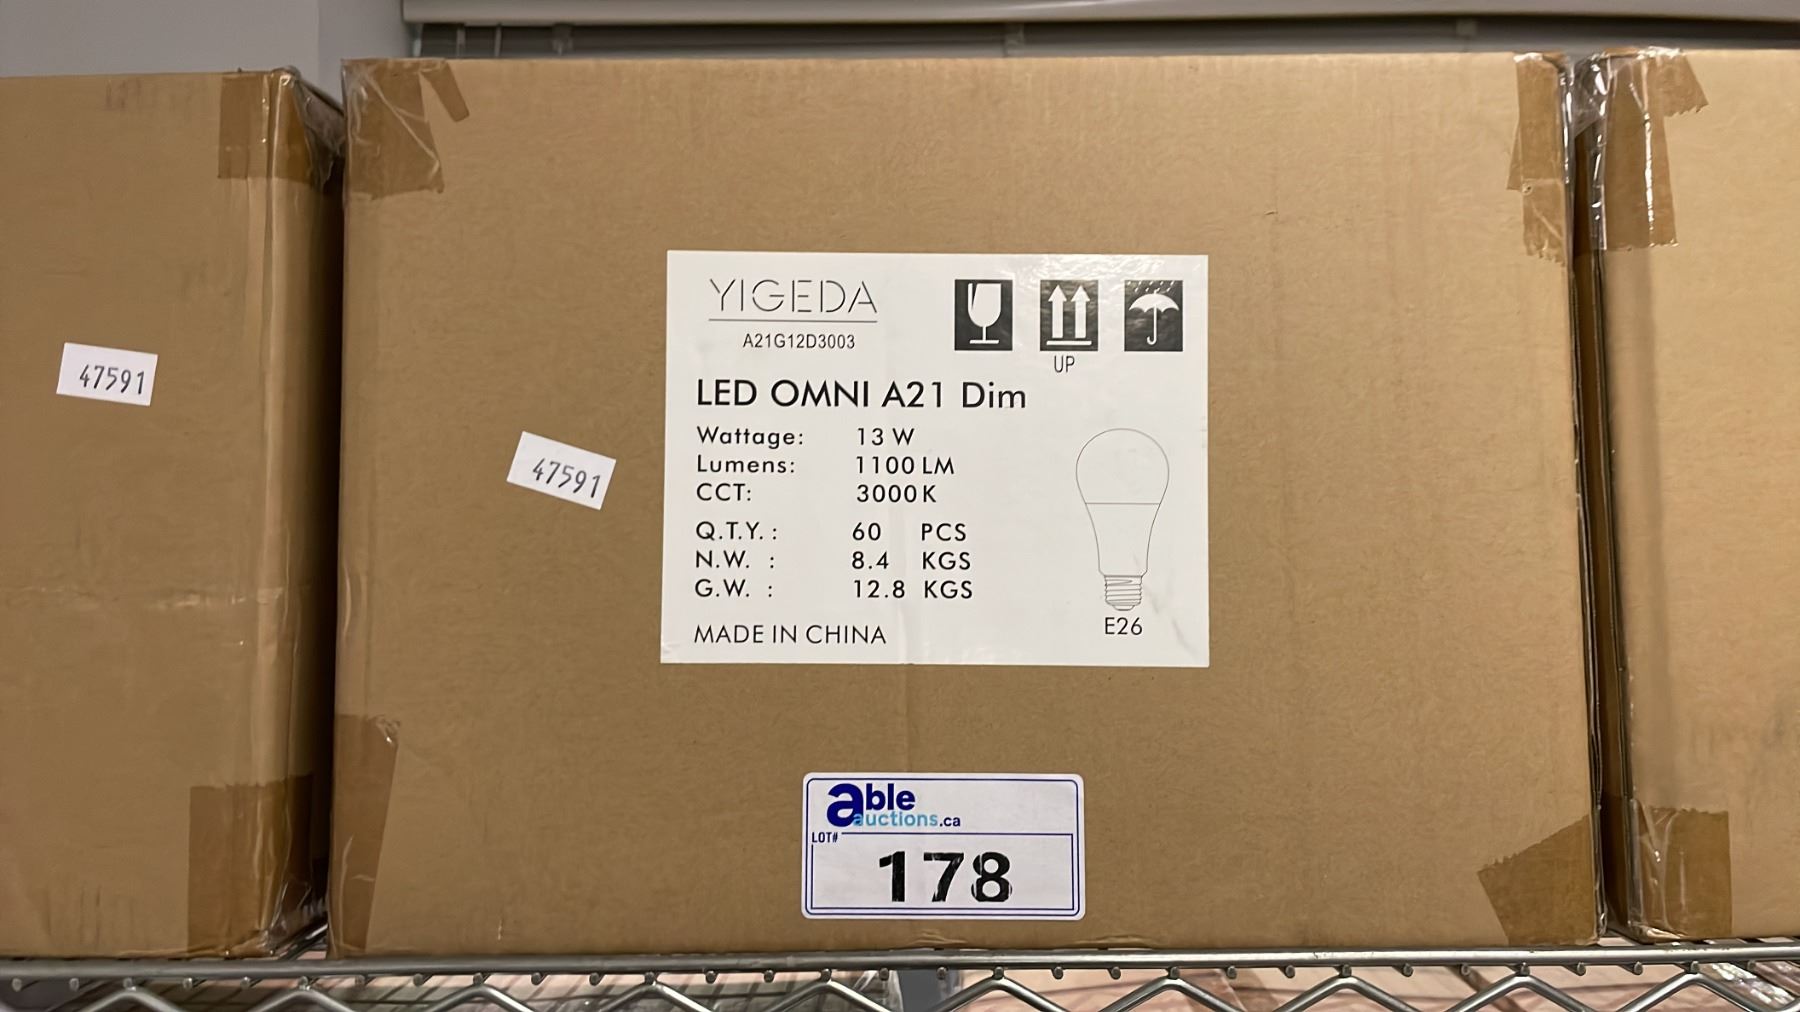 47591
47591
YIGEDA
A21G12D3003
UP
LED OMNI A21 Dim
Wattage: 13 W
Lumens: 1100 LM
CCT: 3000 K
Q.T.Y. : 60 PCS
N.W. : 8.4 KGS
G.W. : 12.8 KGS
MADE IN CHINA
E26
able
auctions.ca
LOT#
178